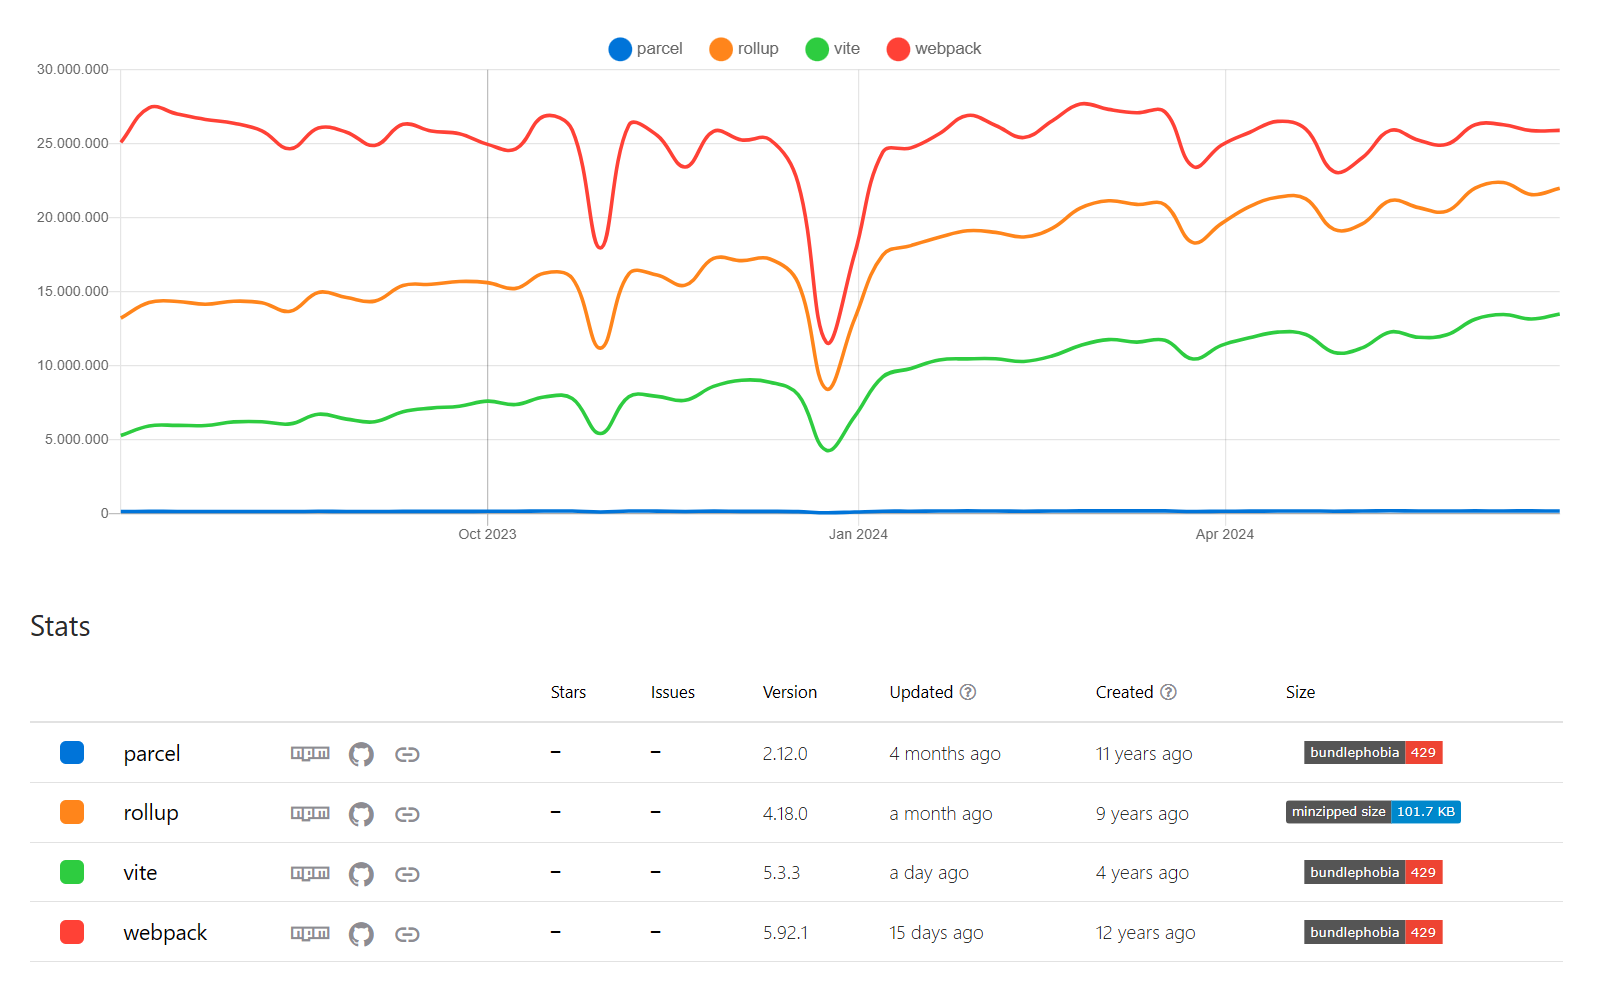 parcel rollup vite webpack
30.000.000
25.000.000
20.000.000
15.000.000
10.000.000
5.000.000
0
Oct 2023 Jan 2024 Apr 2024
Stats
Stars Issues Version Updated ? Created ? Size
parcel npm – – 2.12.0 4 months ago 11 years ago bundlephobia 429
rollup npm – – 4.18.0 a month ago 9 years ago minzipped size 101.7 KB
vite npm – – 5.3.3 a day ago 4 years ago bundlephobia 429
webpack npm – – 5.92.1 15 days ago 12 years ago bundlephobia 429